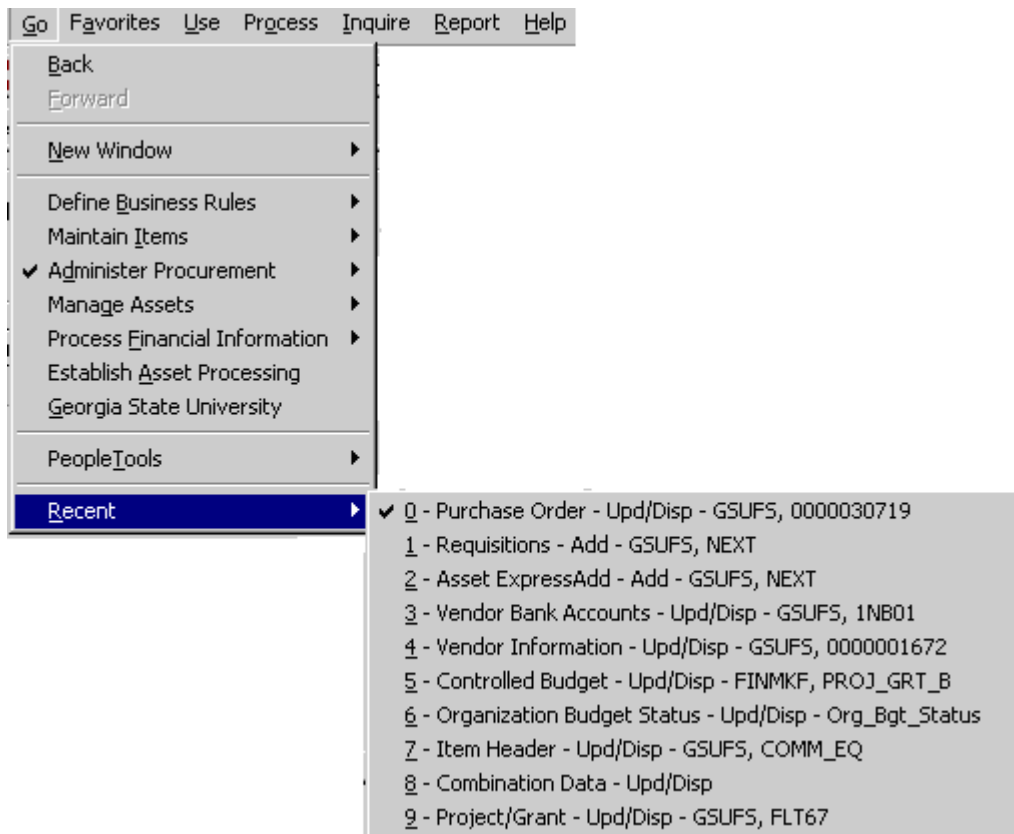 Go Favorites Use Process Inquire Report Help
Back
Forward
New Window
Define Business Rules
Maintain Items
Administer Procurement
Manage Assets
Process Financial Information
Establish Asset Processing
Georgia State University
PeopleTools
Recent
0 - Purchase Order - Upd/Disp - GSUFS, 0000030719
1 - Requisitions - Add - GSUFS, NEXT
2 - Asset ExpressAdd - Add - GSUFS, NEXT
3 - Vendor Bank Accounts - Upd/Disp - GSUFS, 1NB01
4 - Vendor Information - Upd/Disp - GSUFS, 0000001672
5 - Controlled Budget - Upd/Disp - FINMKF, PROJ_GRT_B
6 - Organization Budget Status - Upd/Disp - Org_Bgt_Status
7 - Item Header - Upd/Disp - GSUFS, COMM_EQ
8 - Combination Data - Upd/Disp
9 - Project/Grant - Upd/Disp - GSUFS, FLT67